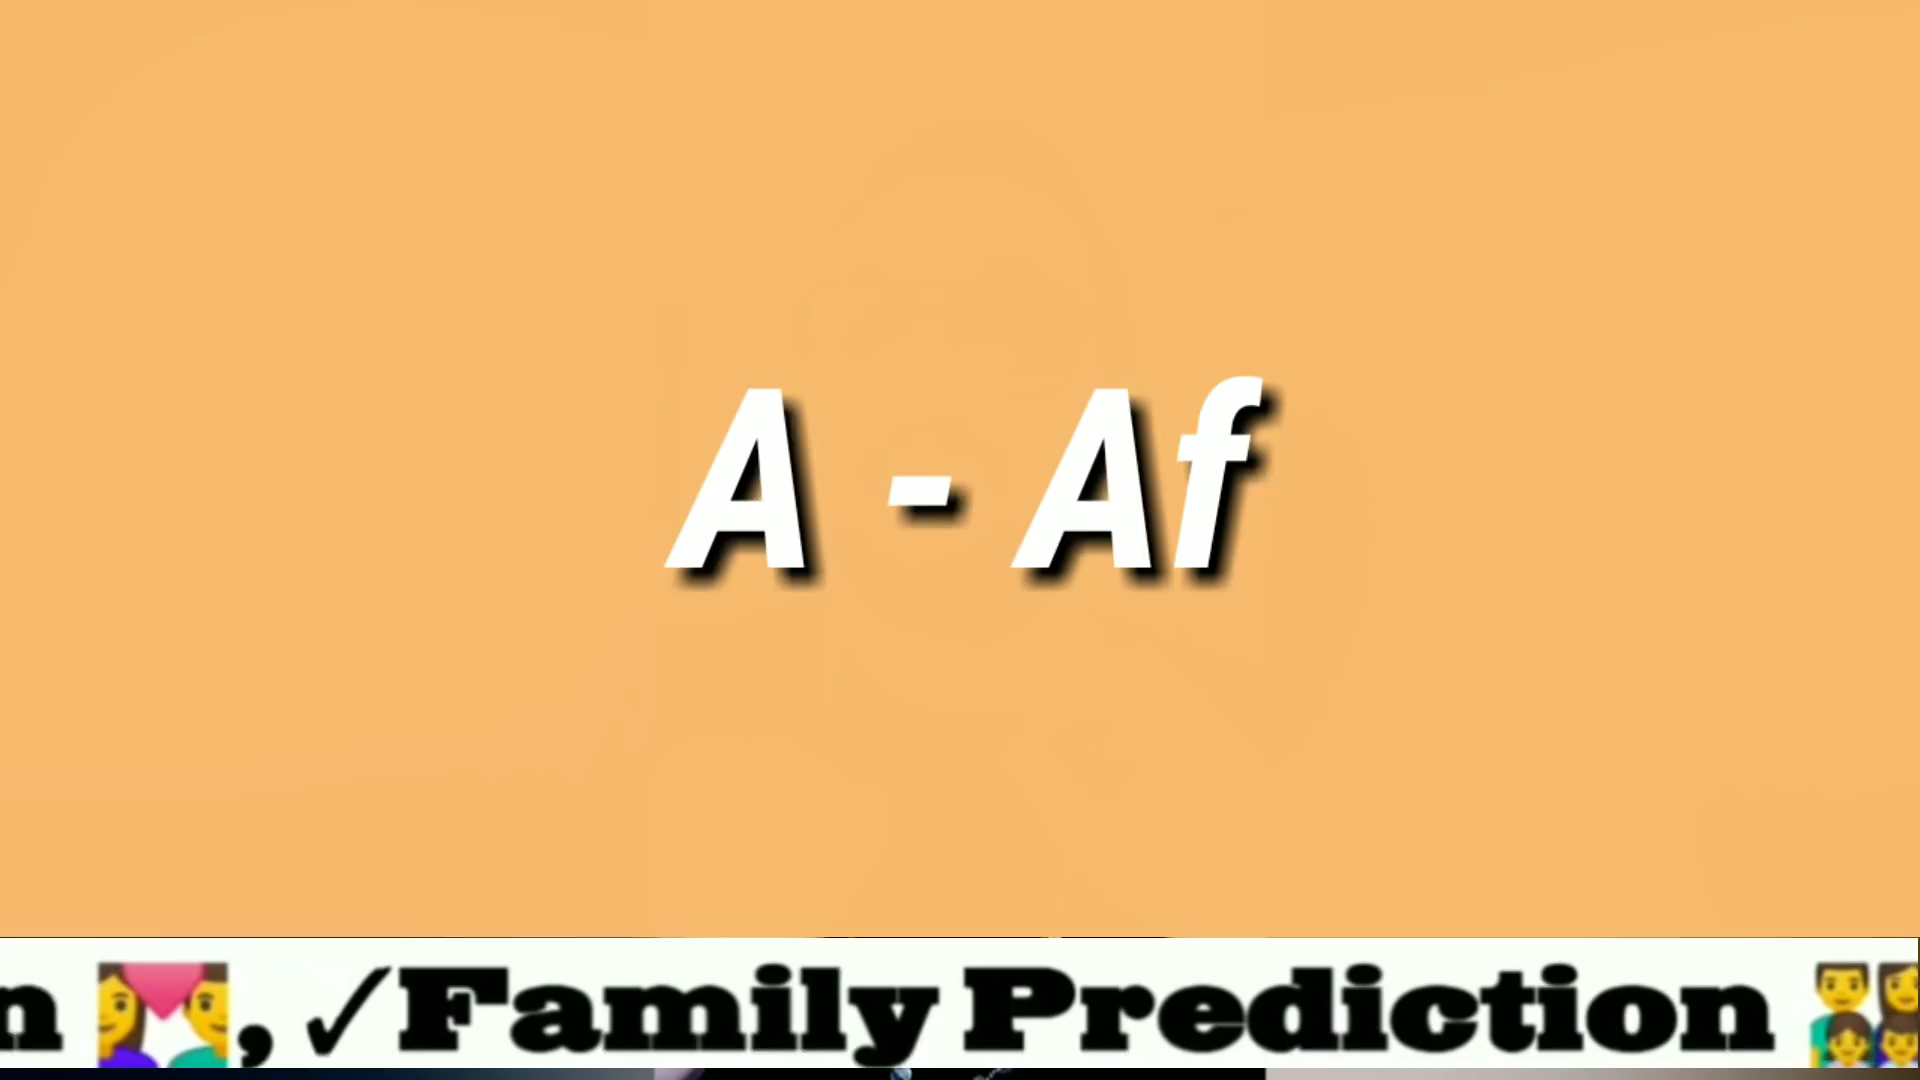 A - Af
n 👩‍❤️‍👨, ✓Family Prediction 👨‍👩‍👧‍👦